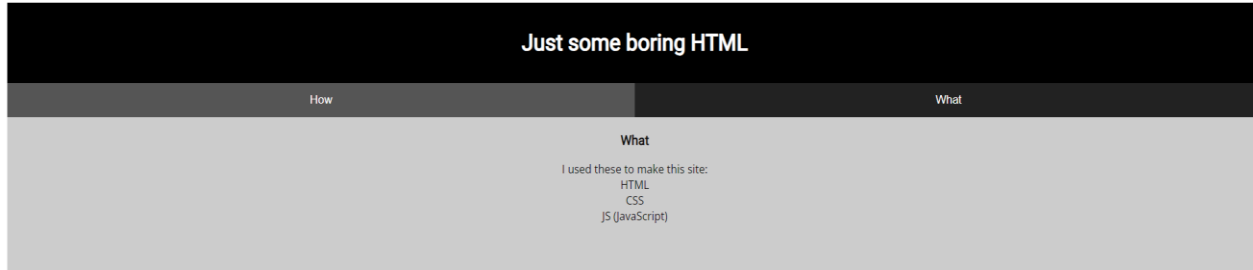 Just some boring HTML
How
What
What
I used these to make this site:
HTML
CSS
JS (JavaScript)